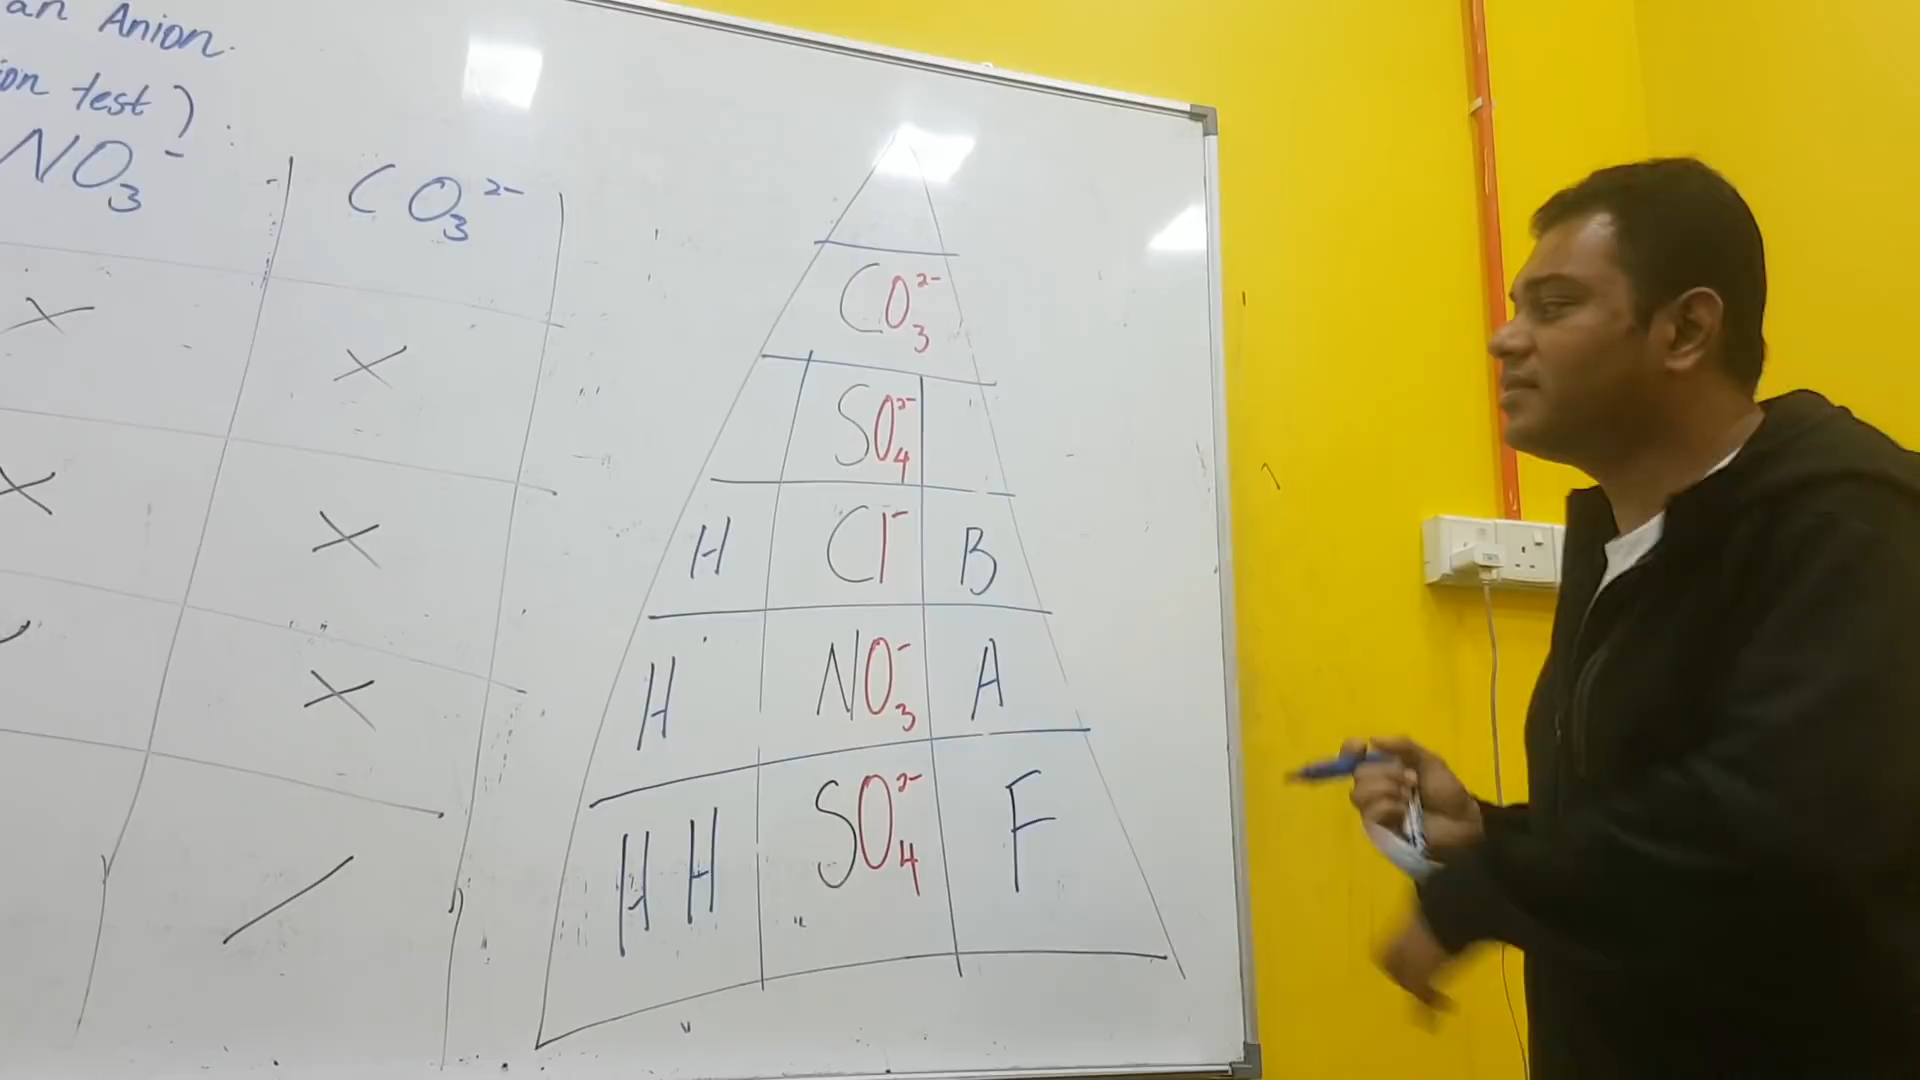 an Anion.
ion test) :
NO₃⁻ CO₃²⁻
CO₃²⁻
SO₄²⁻
H Cl⁻ B
H NO₃⁻ A
H H SO₄²⁻ F